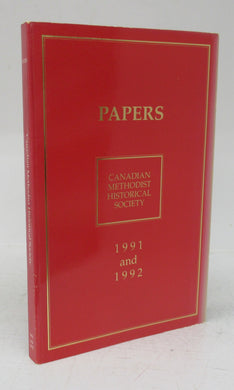 PAPERS
CANADIAN
METHODIST
HISTORICAL
SOCIETY
1991
and
1992